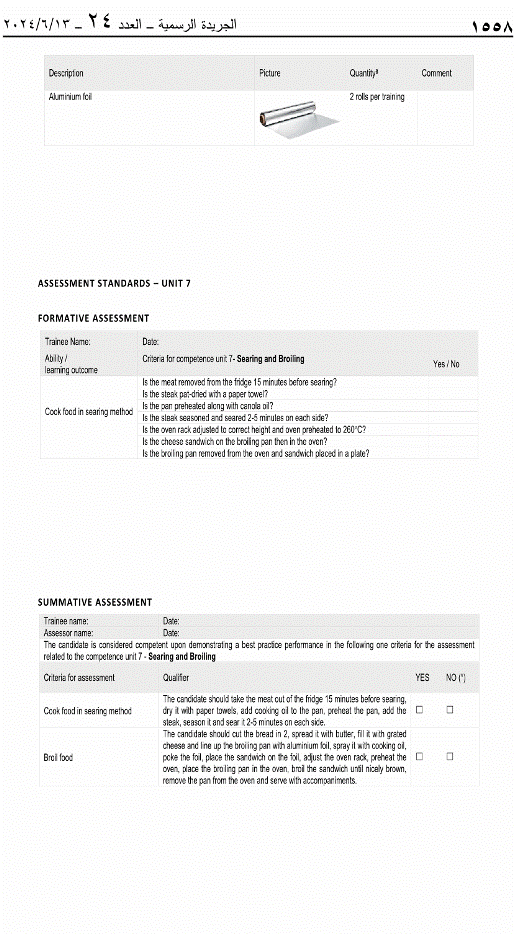 ١٥٥٨ الجريدة الرسمية – العدد ٢٤ – ٢٠٢٤/٦/١٣
Description Picture Quantity⁸ Comment
Aluminium foil 2 rolls per training
ASSESSMENT STANDARDS – UNIT 7
FORMATIVE ASSESSMENT
Trainee Name: Date:
Ability / learning outcome Criteria for competence unit 7- Searing and Broiling Yes / No
Cook food in searing method
Is the meat removed from the fridge 15 minutes before searing?
Is the steak pat-dried with a paper towel?
Is the pan preheated along with canola oil?
Is the steak seasoned and seared 2-5 minutes on each side?
Is the oven rack adjusted to correct height and oven preheated to 260°C?
Is the cheese sandwich on the broiling pan then in the oven?
Is the broiling pan removed from the oven and sandwich placed in a plate?
SUMMATIVE ASSESSMENT
Trainee name: Date:
Assessor name: Date:
The candidate is considered competent upon demonstrating a best practice performance in the following one criteria for the assessment
related to the competence unit 7 - Searing and Broiling
Criteria for assessment Qualifier YES NO (*)
Cook food in searing method
The candidate should take the meat out of the fridge 15 minutes before searing,
dry it with paper towels, add cooking oil to the pan, preheat the pan, add the
steak, season it and sear it 2-5 minutes on each side.
☐ ☐
Broil food
The candidate should cut the bread in 2, spread it with butter, fill it with grated
cheese and line up the broiling pan with aluminium foil, spray it with cooking oil,
poke the foil, place the sandwich on the foil, adjust the oven rack, preheat the
oven, place the broiling pan in the oven, broil the sandwich until nicely brown,
remove the pan from the oven and serve with accompaniments.
☐ ☐